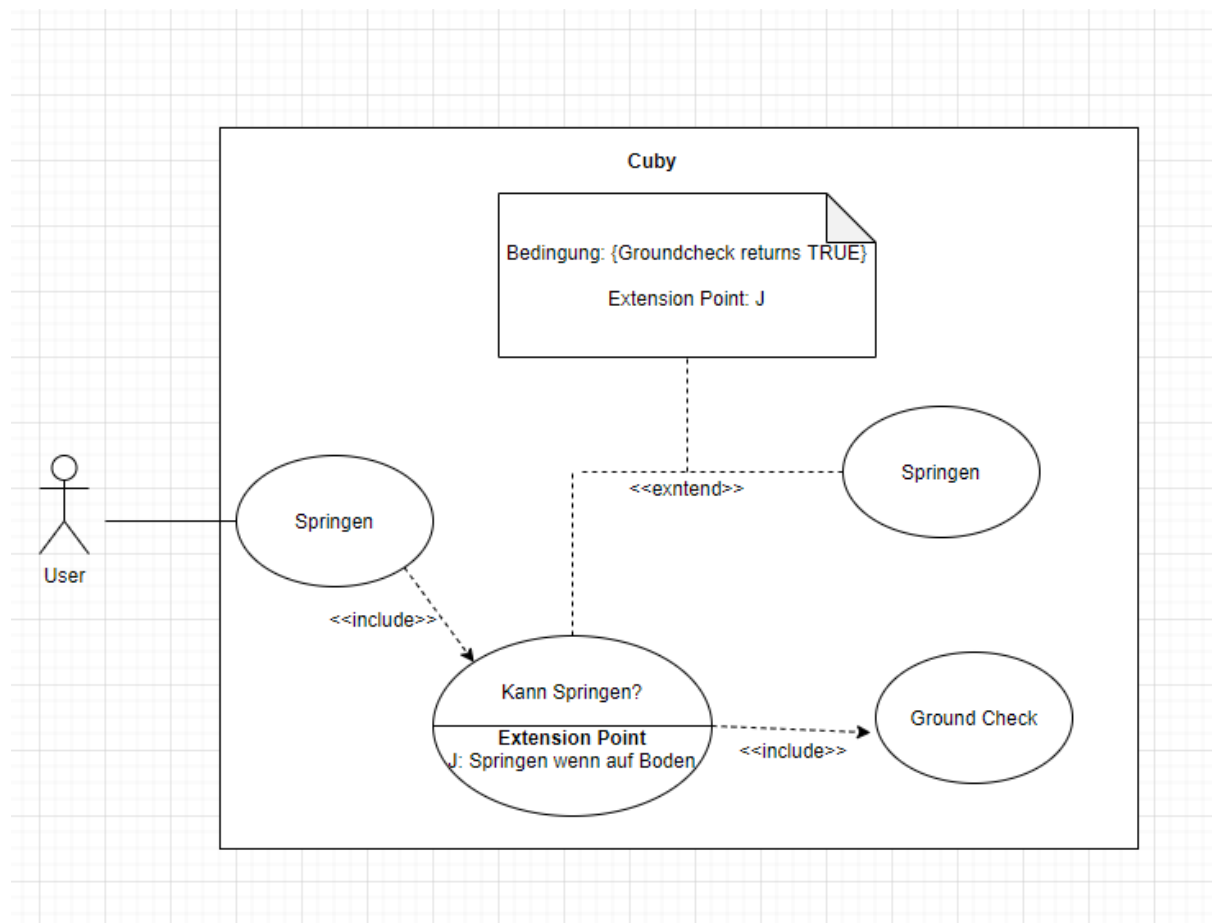 Cuby
Bedingung: {Groundcheck returns TRUE}
Extension Point: J
Springen
<<exntend>>
Springen
User
<<include>>
Kann Springen?
Extension Point
J: Springen wenn auf Boden
Ground Check
<<include>>